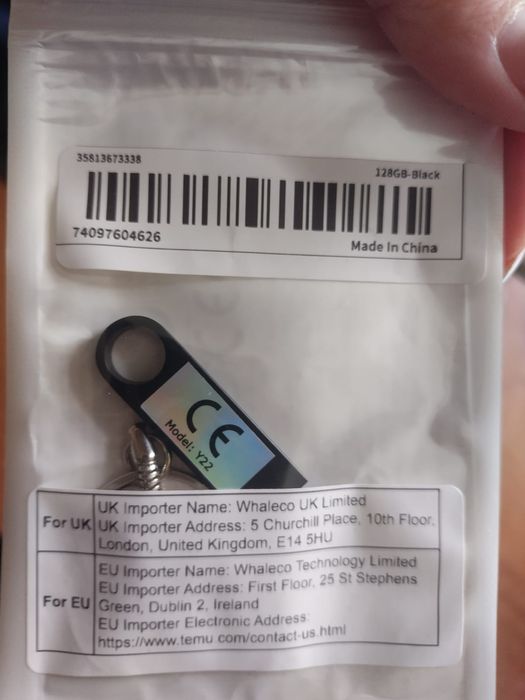 35813673338
128GB-Black
74097604626
Made In China
CE
Model: Y22
For UK
UK Importer Name: Whaleco UK Limited
UK Importer Address: 5 Churchill Place, 10th Floor,
London, United Kingdom, E14 5HU
For EU
EU Importer Name: Whaleco Technology Limited
EU Importer Address: First Floor, 25 St Stephens
Green, Dublin 2, Ireland
EU Importer Electronic Address:
https://www.temu.com/contact-us.html